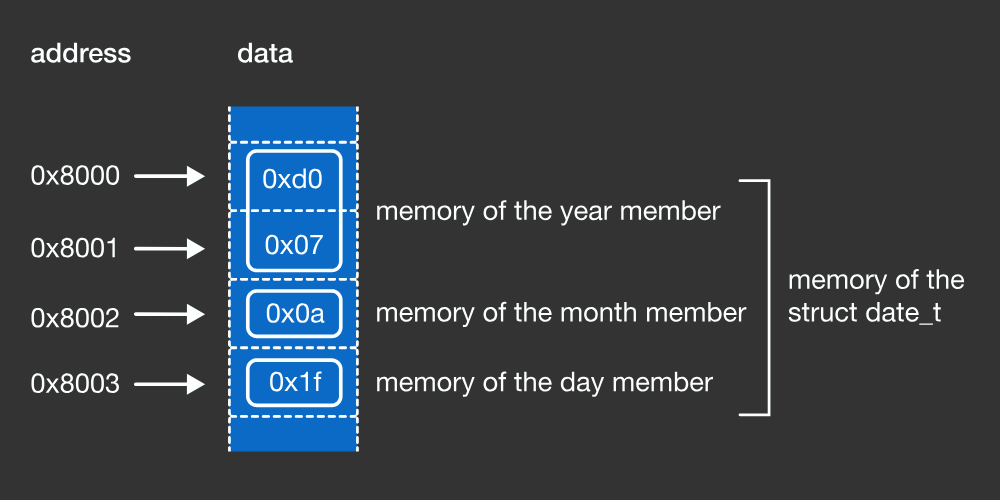 address data
0x8000 0xd0
memory of the year member
0x8001 0x07
0x8002 0x0a memory of the month member
0x8003 0x1f memory of the day member
memory of the
struct date_t